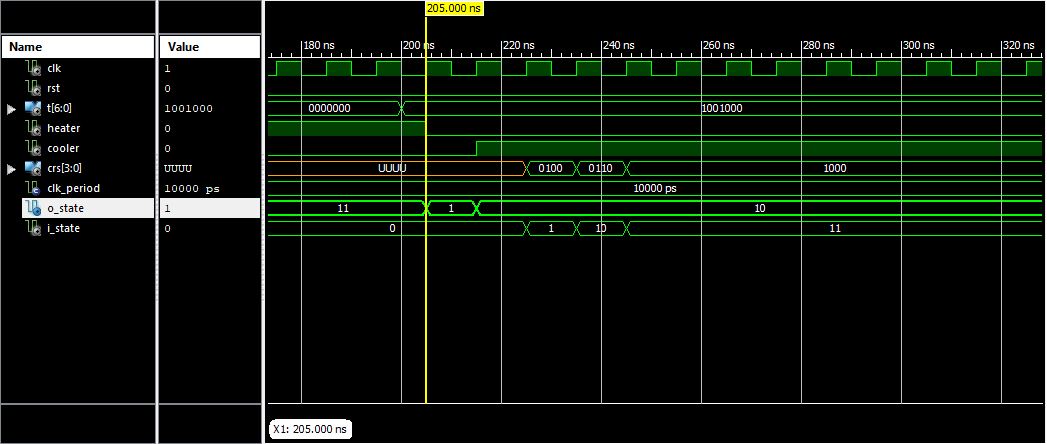 205.000 ns
Name Value 180 ns 200 ns 220 ns 240 ns 260 ns 280 ns 300 ns 320 ns
clk 1
rst 0
t[6:0] 1001000 0000000 1001000
heater 0
cooler 0
crs[3:0] UUUU UUUU 0100 0110 1000
clk_period 10000 ps 10000 ps
o_state 1 11 1 10
i_state 0 0 1 10 11
X1: 205.000 ns